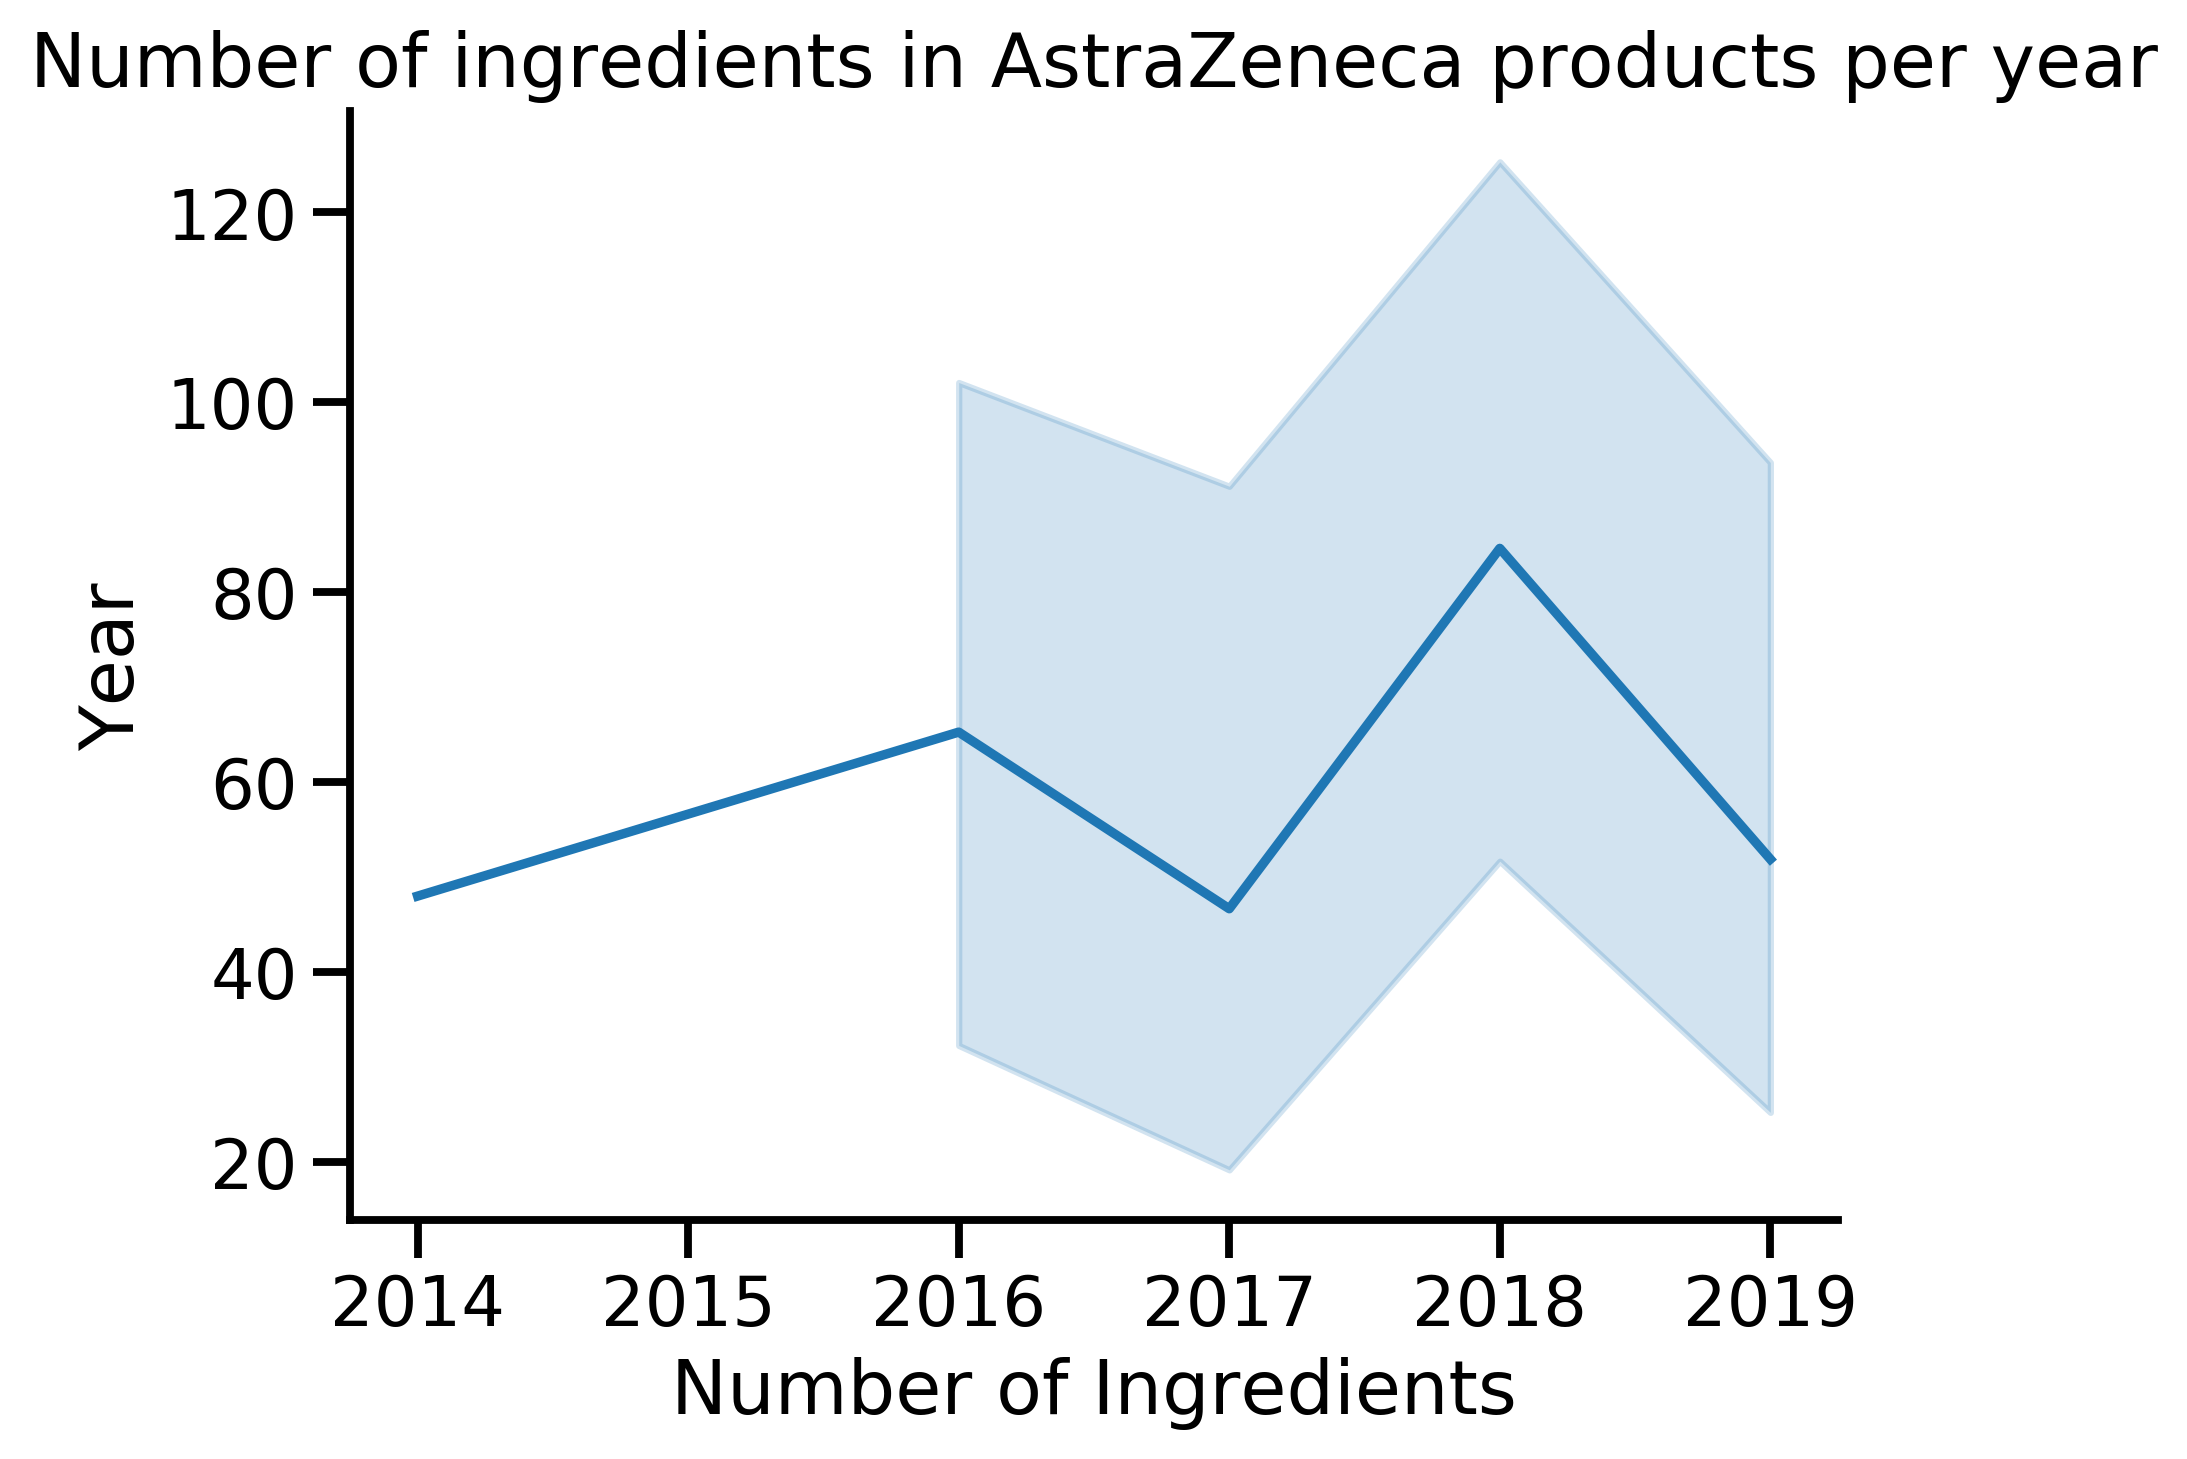 Number of ingredients in AstraZeneca products per year
120
100
80
60
40
20
Year
2014 2015 2016 2017 2018 2019
Number of Ingredients